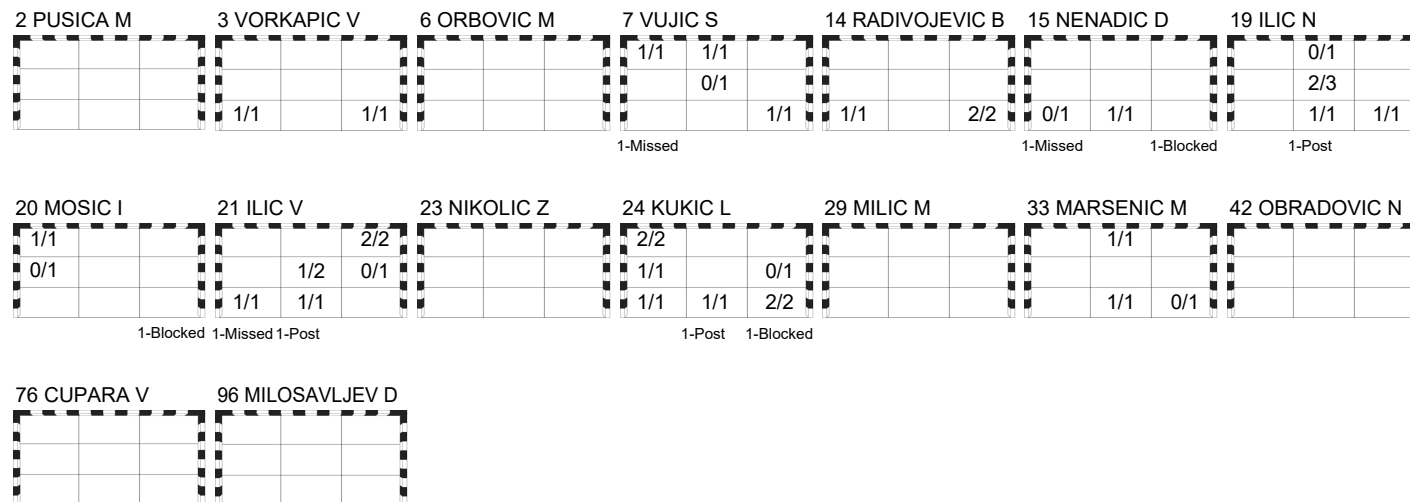 2 PUSICA M 3 VORKAPIC V 6 ORBOVIC M 7 VUJIC S 14 RADIVOJEVIC B 15 NENADIC D 19 ILIC N
1/1 1/1 0/1
0/1 2/3
1/1 1/1 1/1 1/1 2/2 0/1 1/1 1/1 1/1
1-Missed 1-Missed 1-Blocked 1-Post
20 MOSIC I 21 ILIC V 23 NIKOLIC Z 24 KUKIC L 29 MILIC M 33 MARSENIC M 42 OBRADOVIC N
1/1 2/2 2/2 1/1
0/1 1/2 0/1 1/1 0/1
1/1 1/1 1/1 1/1 2/2 1/1 0/1
1-Blocked 1-Missed 1-Post 1-Post 1-Blocked
76 CUPARA V 96 MILOSAVLJEV D